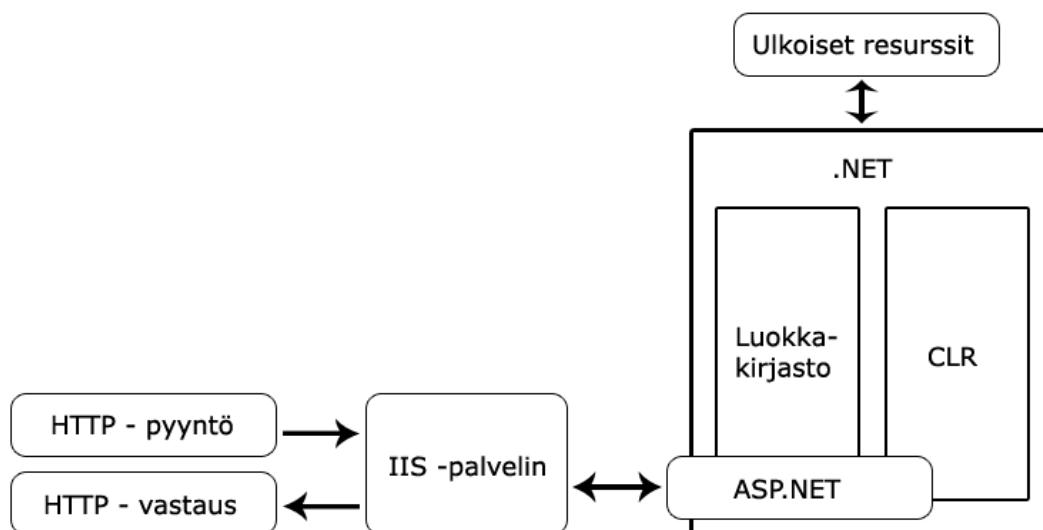 Ulkoiset resurssit
.NET
Luokka-
kirjasto
CLR
HTTP - pyyntö
IIS -palvelin
HTTP - vastaus
ASP.NET